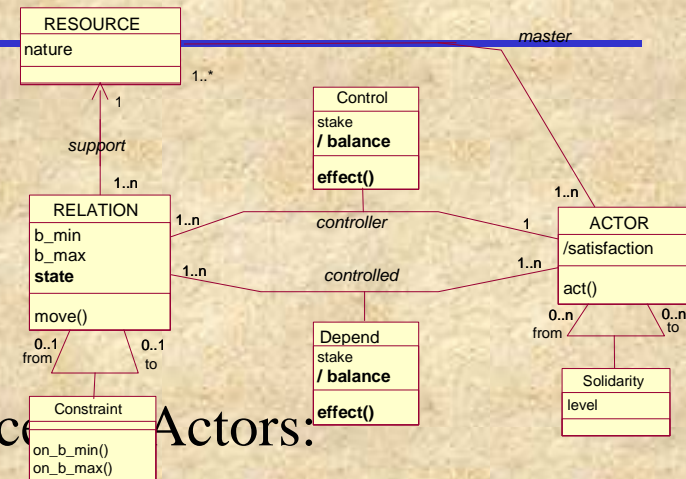 RESOURCE
nature
master
1..*
1
support
1..n
Control
stake
/ balance
effect()
1..n
RELATION
b_min
b_max
state
move()
1..n
controller
1
ACTOR
/satisfaction
act()
1..n
controlled
1..n
0..1
from
0..1
to
Depend
stake
/ balance
effect()
0..n
from
0..n
to
Solidarity
level
Constraint
on_b_min()
on_b_max()
Actors: